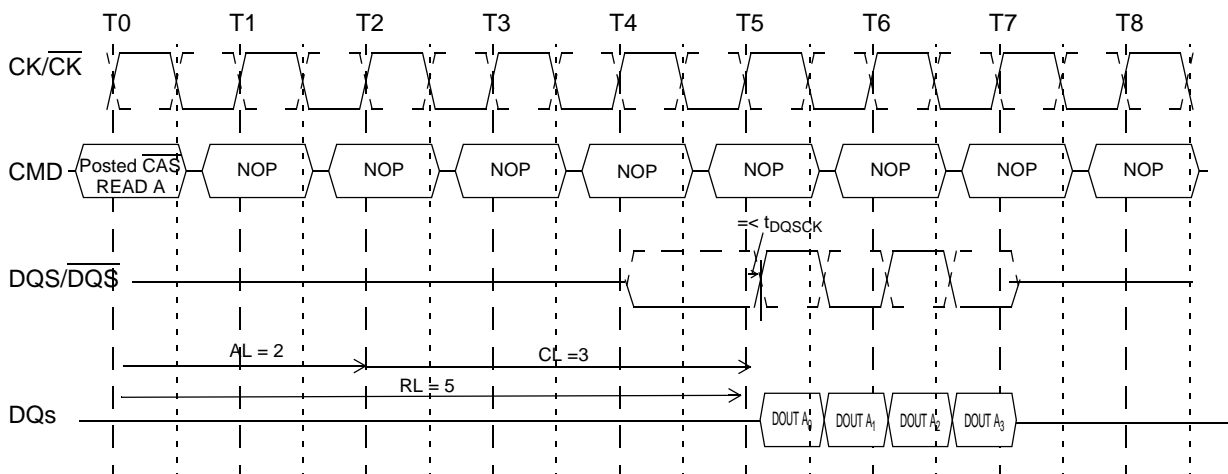 T0 T1 T2 T3 T4 T5 T6 T7 T8
CK/CK
CMD Posted CAS NOP NOP NOP NOP NOP NOP NOP NOP
READ A
=< tDQSCK
DQS/DQS
AL = 2 CL =3
RL = 5
DQs DOUT A0 DOUT A1 DOUT A2 DOUT A3